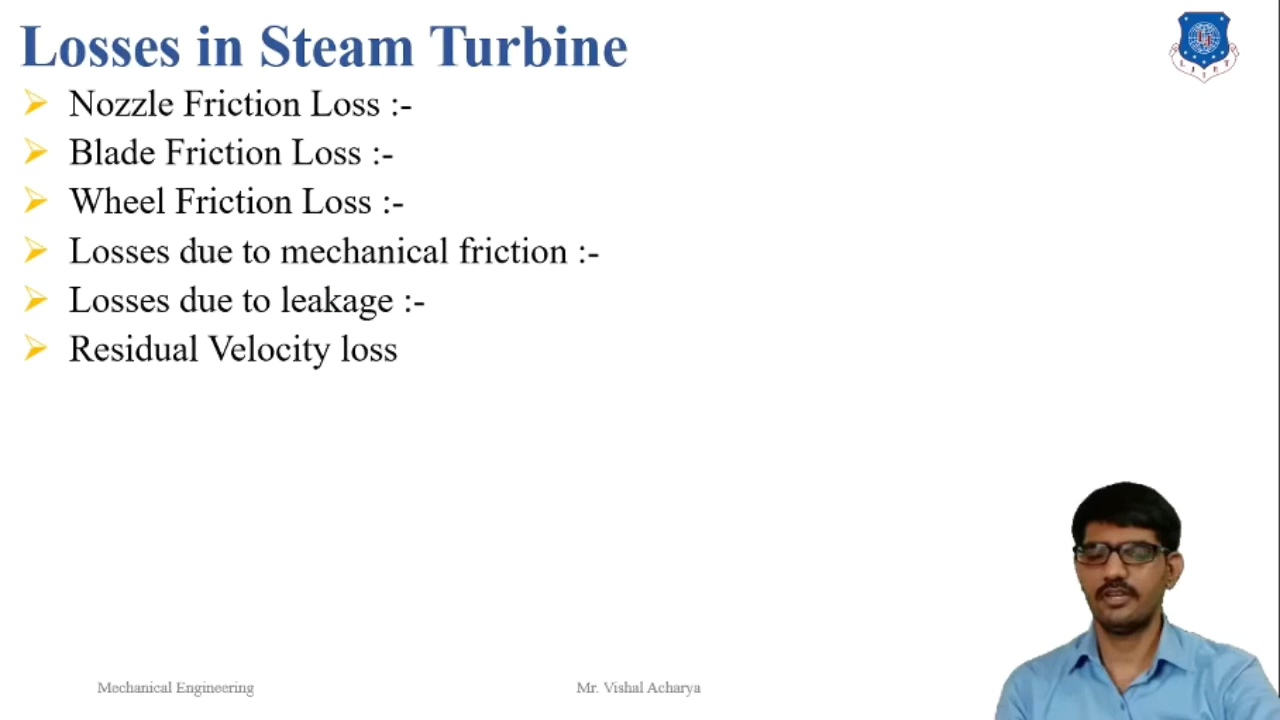 Losses in Steam Turbine
Nozzle Friction Loss :-
Blade Friction Loss :-
Wheel Friction Loss :-
Losses due to mechanical friction :-
Losses due to leakage :-
Residual Velocity loss
Mechanical Engineering
Mr. Vishal Acharya